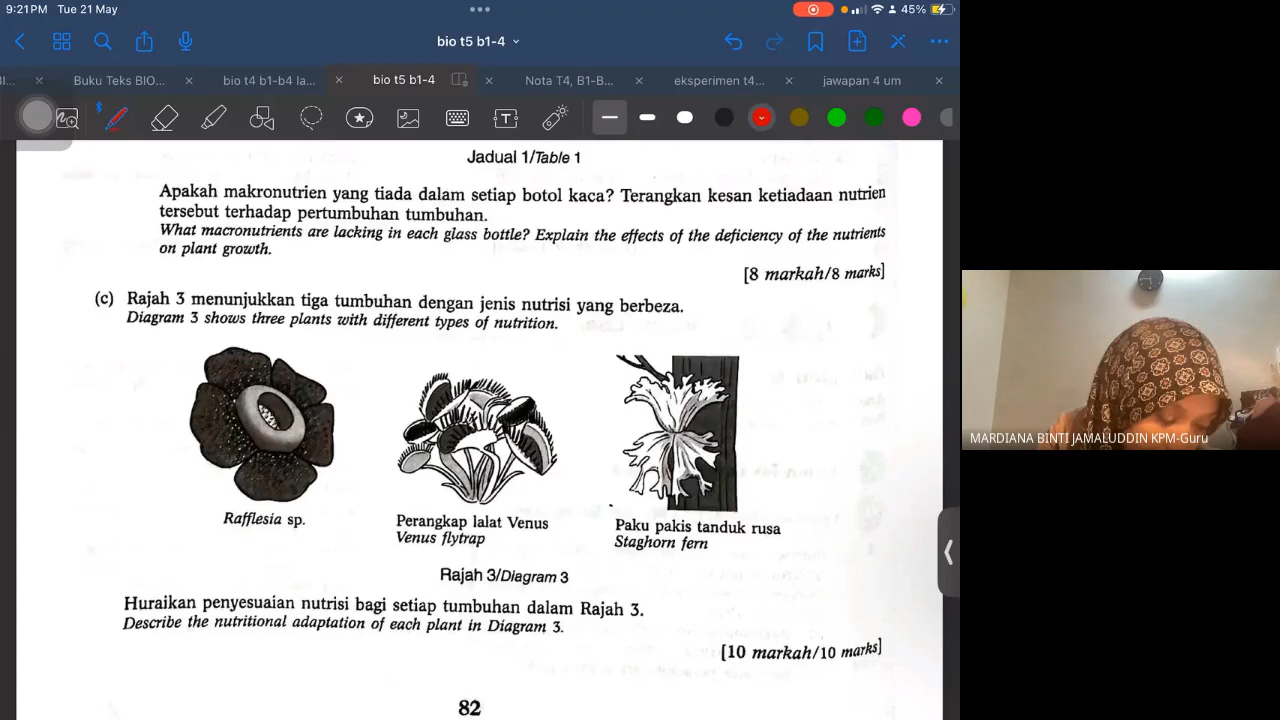 9:21 PM Tue 21 May
45%
bio t5 b1-4
Buku Teks BIO...
bio t4 b1-b4 la...
bio t5 b1-4
Nota T4, B1-B...
eksperimen t4...
jawapan 4 um
Jadual 1/Table 1
Apakah makronutrien yang tiada dalam setiap botol kaca? Terangkan kesan ketiadaan nutrien
tersebut terhadap pertumbuhan tumbuhan.
What macronutrients are lacking in each glass bottle? Explain the effects of the deficiency of the nutrients
on plant growth.
[8 markah/8 marks]
(c) Rajah 3 menunjukkan tiga tumbuhan dengan jenis nutrisi yang berbeza.
Diagram 3 shows three plants with different types of nutrition.
Rafflesia sp.
Perangkap lalat Venus
Venus flytrap
Paku pakis tanduk rusa
Staghorn fern
Rajah 3/Diagram 3
Huraikan penyesuaian nutrisi bagi setiap tumbuhan dalam Rajah 3.
Describe the nutritional adaptation of each plant in Diagram 3.
[10 markah/10 marks]
82
MARDIANA BINTI JAMALUDDIN KPM-Guru